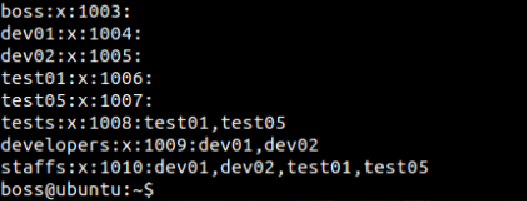 boss:x:1003:
dev01:x:1004:
dev02:x:1005:
test01:x:1006:
test05:x:1007:
tests:x:1008:test01,test05
developers:x:1009:dev01,dev02
staffs:x:1010:dev01,dev02,test01,test05
boss@ubuntu:~$